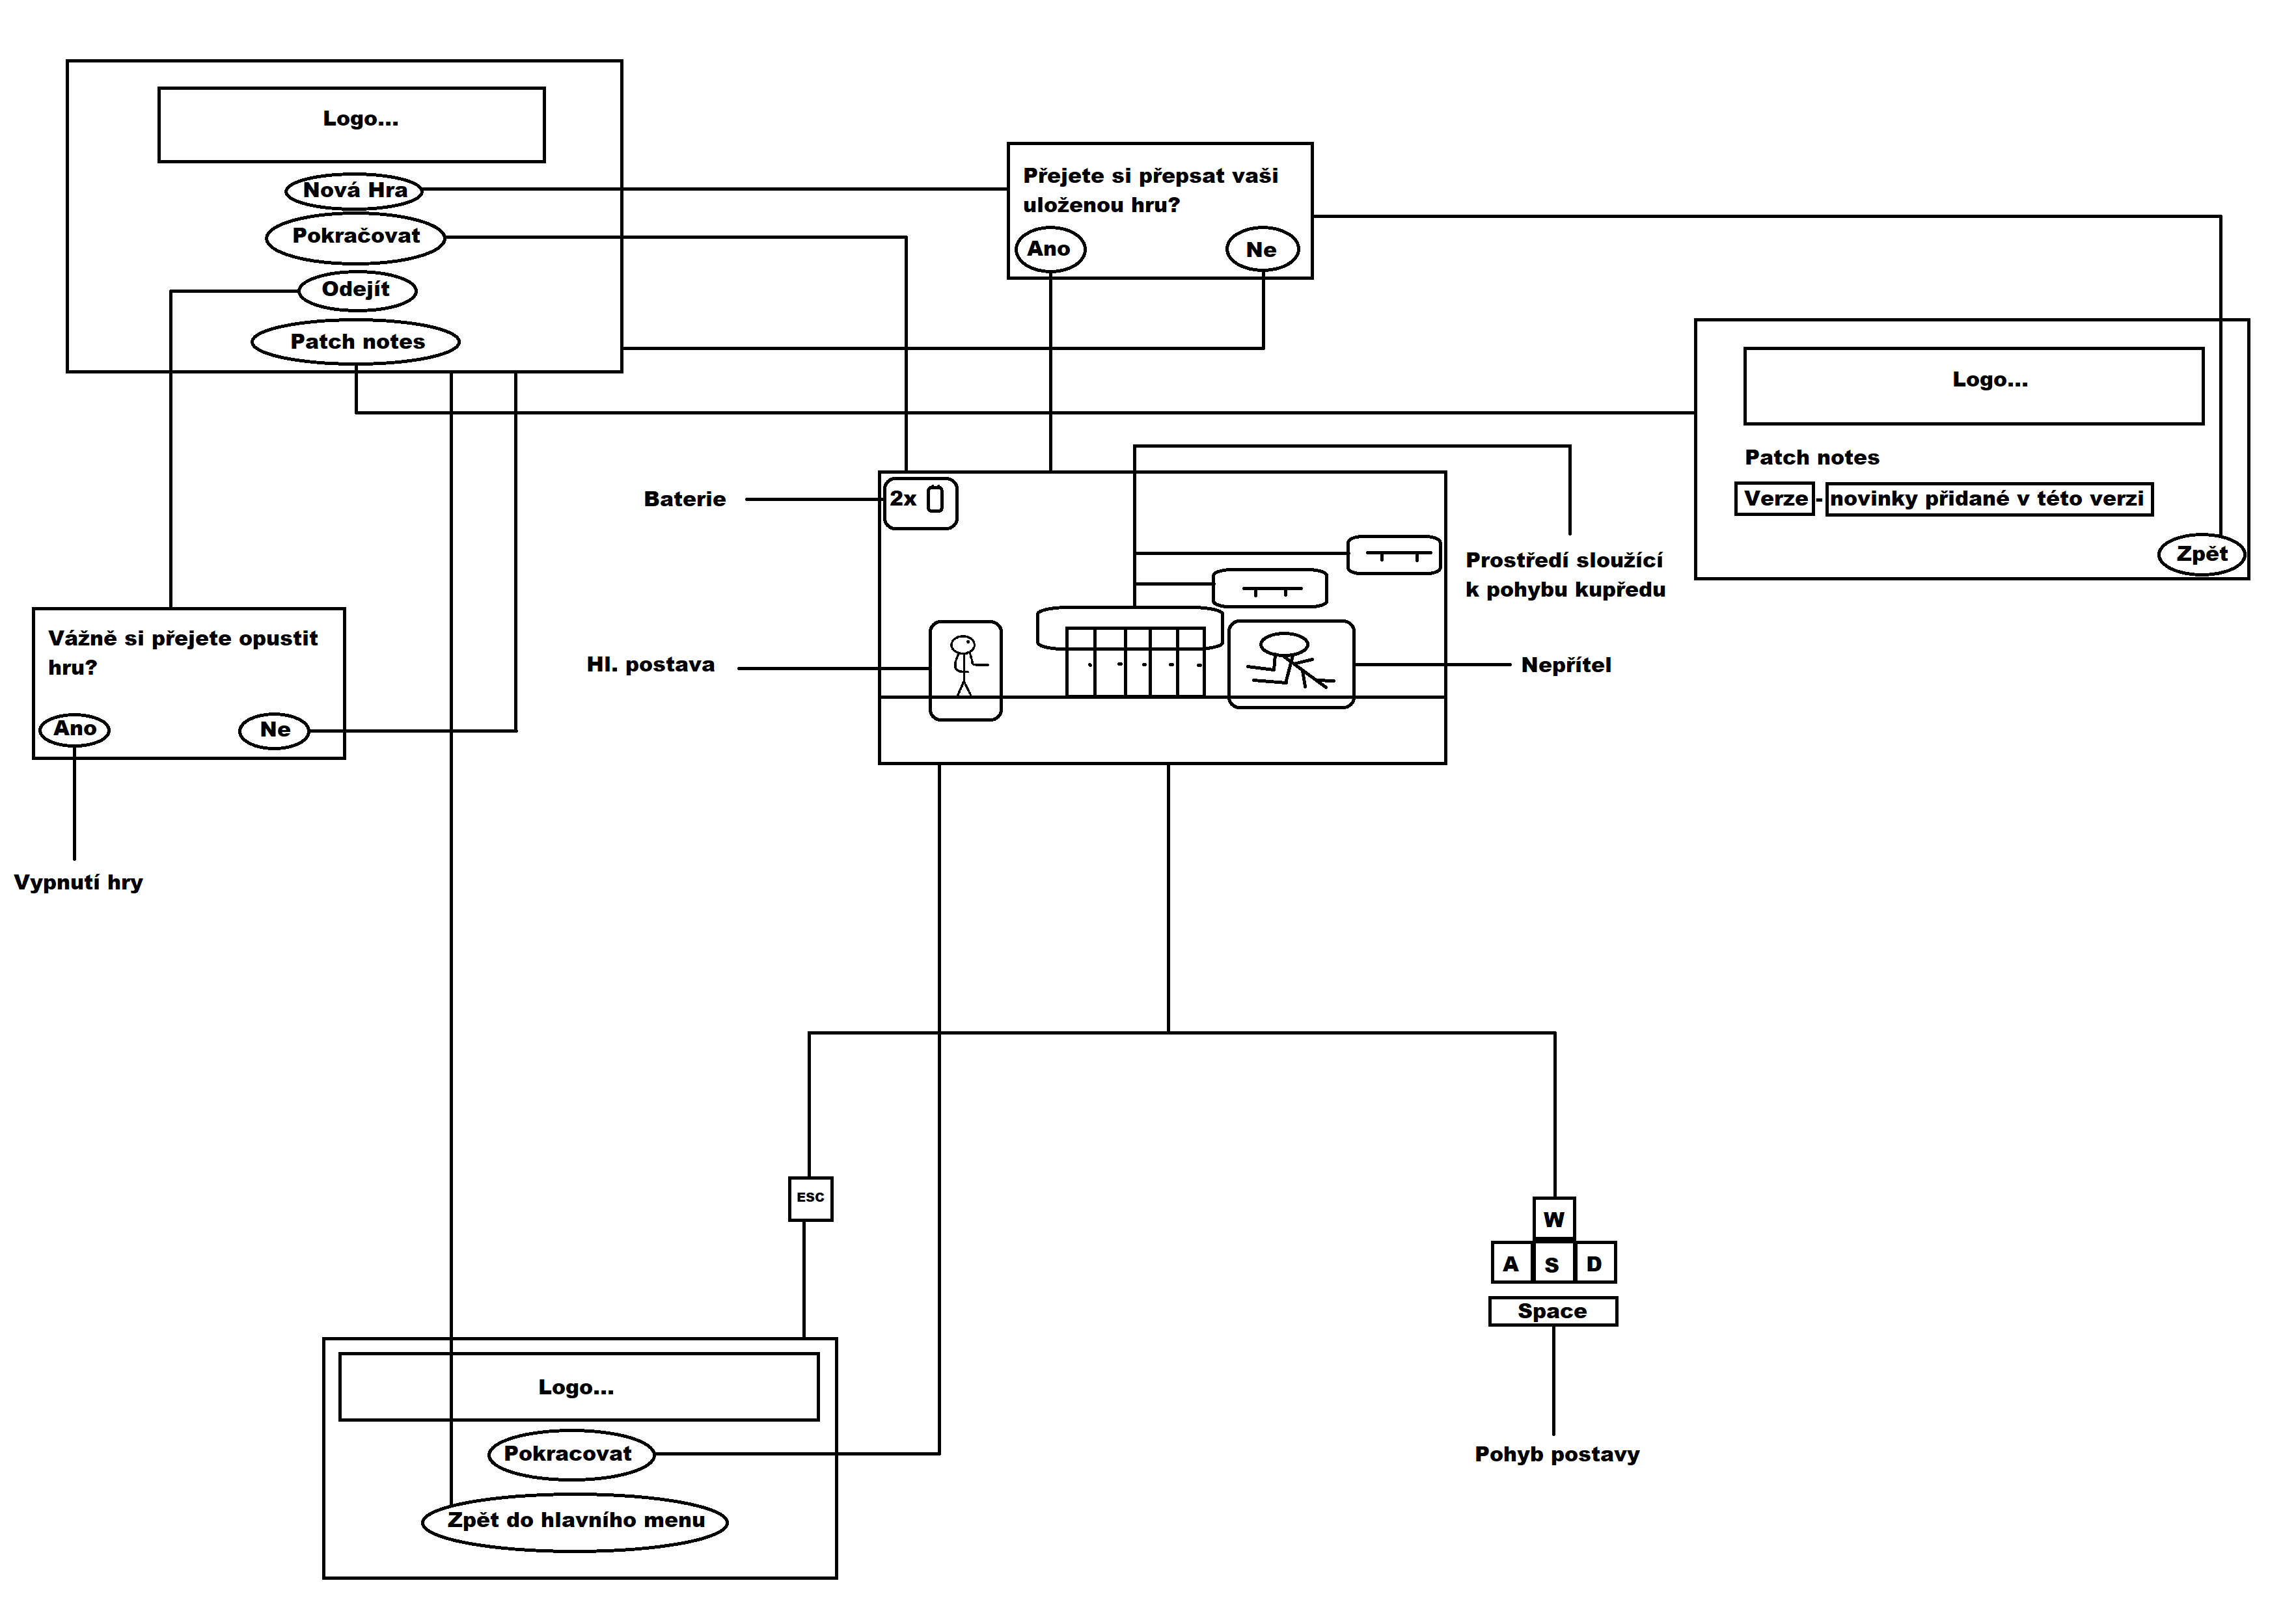 Logo...
Nová Hra
Pokračovat
Odejít
Patch notes
Přejete si přepsat vaši
uloženou hru?
Ano
Ne
Logo...
Patch notes
Verze - novinky přidané v této verzi
Zpět
Baterie
2x
Prostředí sloužící
k pohybu kupředu
Hl. postava
Nepřítel
Vážně si přejete opustit
hru?
Ano
Ne
Vypnutí hry
ESC
W
A S D
Space
Pohyb postavy
Logo...
Pokracovat
Zpět do hlavního menu